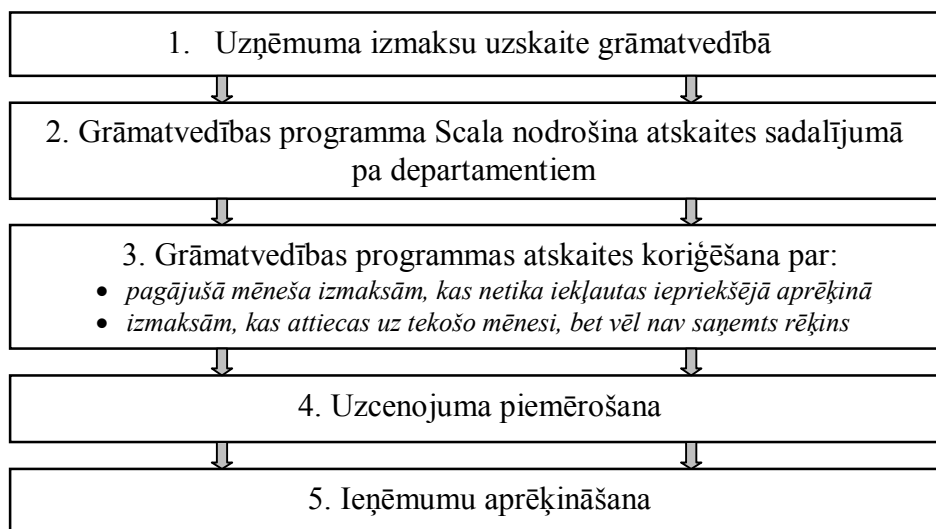 1. Uzņēmuma izmaksu uzskaite grāmatvedībā
2. Grāmatvedības programma Scala nodrošina atskaites sadalījumā
pa departamentiem
3. Grāmatvedības programmas atskaites koriģēšana par:
• pagājušā mēneša izmaksām, kas netika iekļautas iepriekšējā aprēķinā
• izmaksām, kas attiecas uz tekošo mēnesi, bet vēl nav saņemts rēķins
4. Uzcenojuma piemērošana
5. Ieņēmumu aprēķināšana